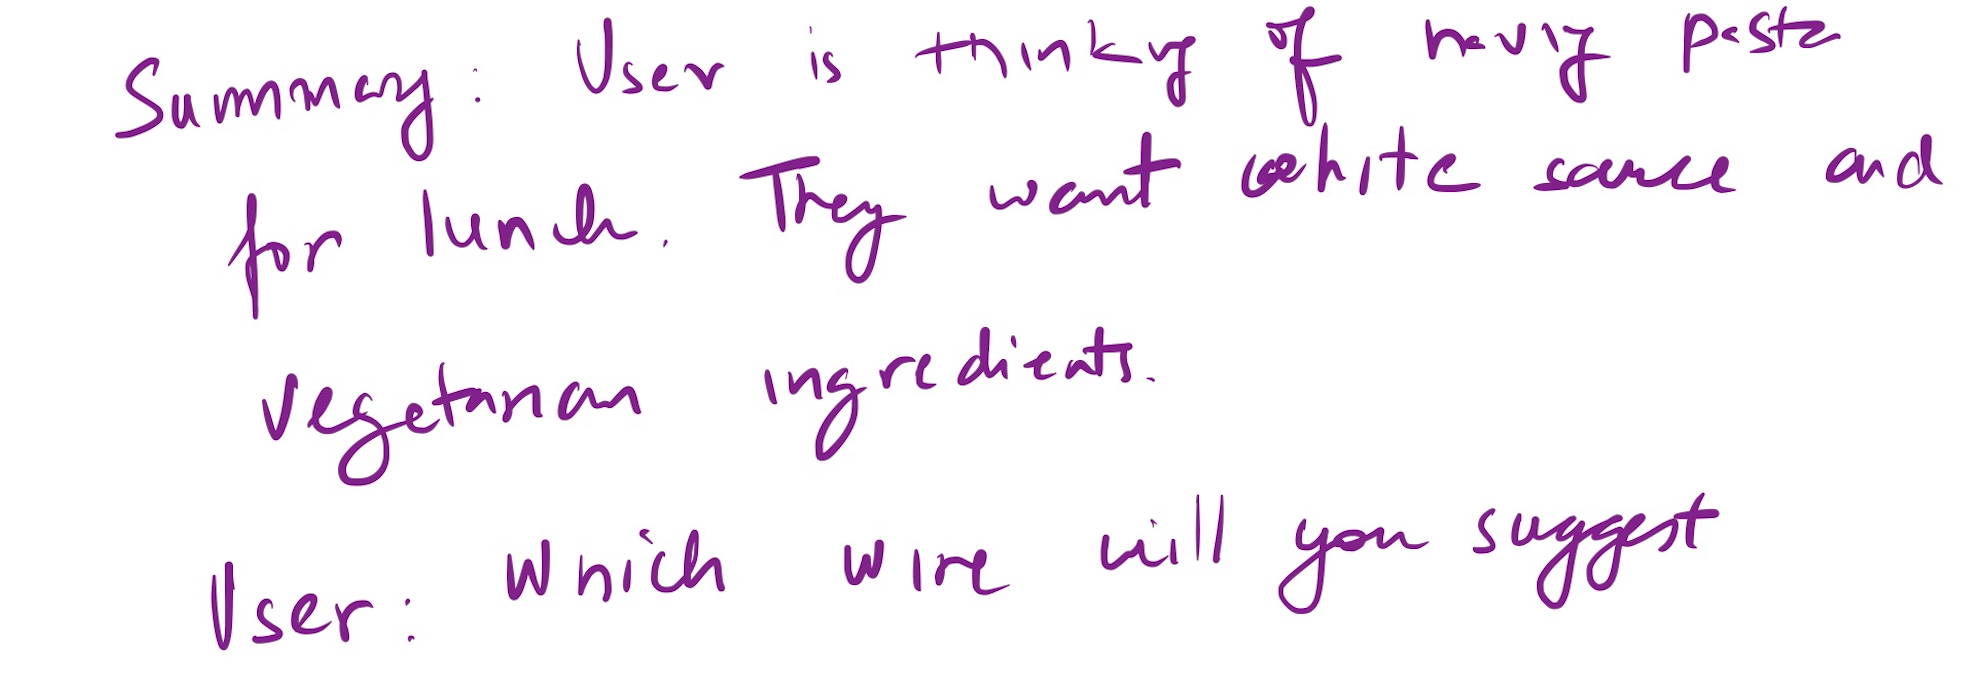 Summary: User is thinking of having pasta
for lunch. They want white sauce and
vegetarian ingredients.
User: Which wine will you suggest